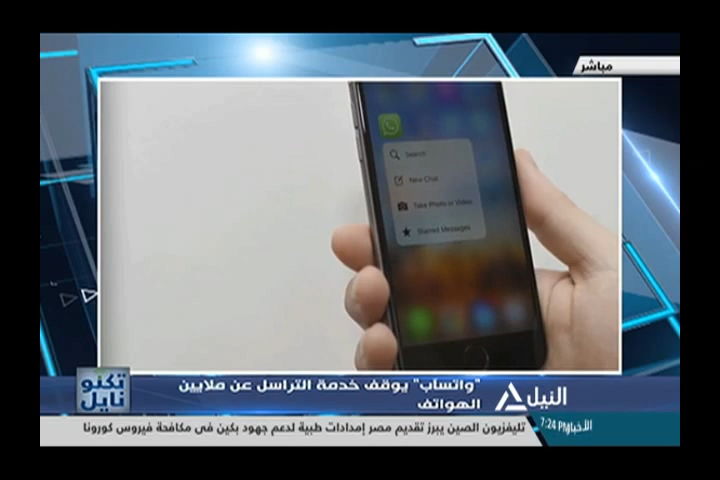 مباشر
Search
New Chat
Take Photo or Video
Starred Messages
تكنو
نايل
"واتساب" يوقف خدمة التراسل عن ملايين
الهواتف
النيل
تليفزيون الصين يبرز تقديم مصر إمدادات طبية لدعم جهود بكين فى مكافحة فيروس كورونا
7:24 PM
الأخبار